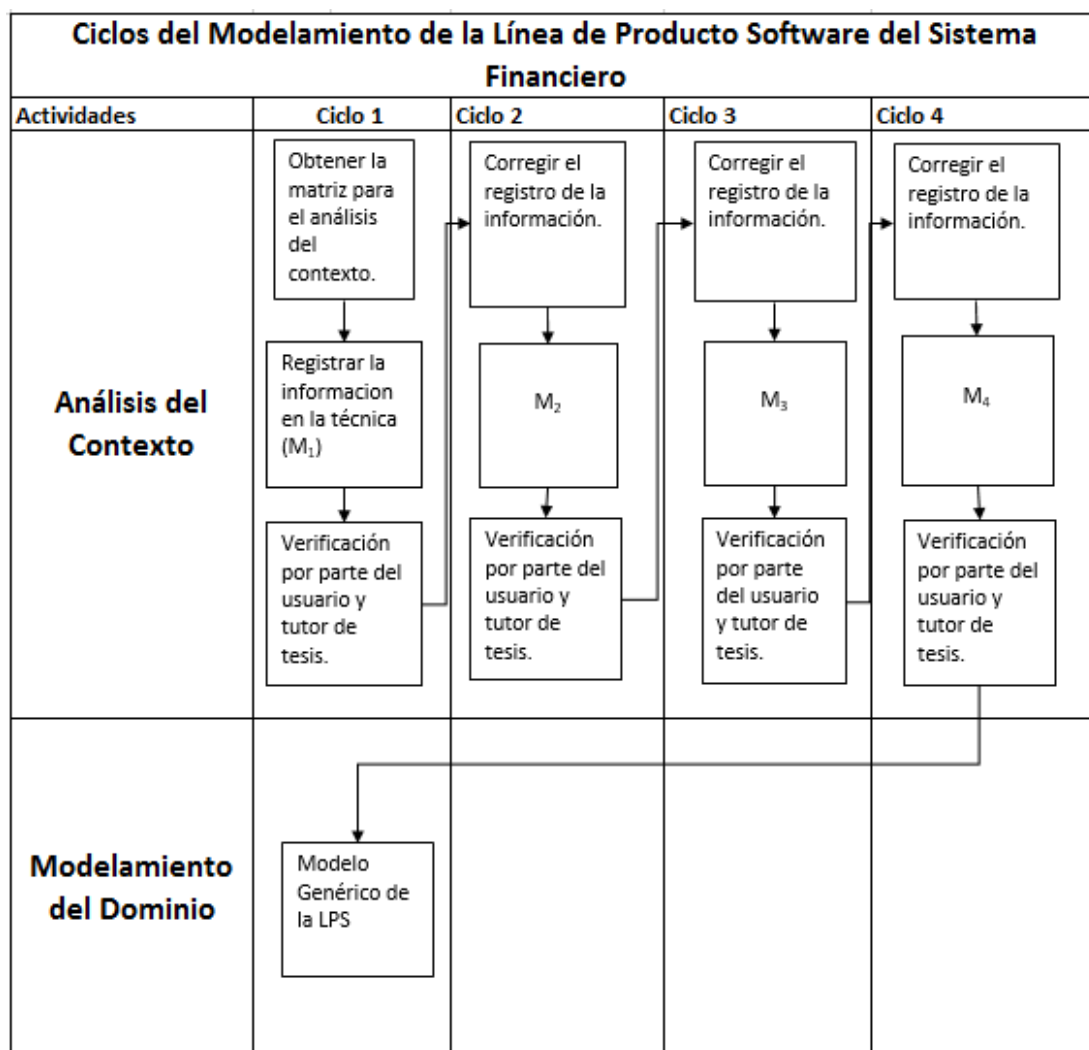 Ciclos del Modelamiento de la Línea de Producto Software del Sistema
Financiero
Actividades
Ciclo 1
Ciclo 2
Ciclo 3
Ciclo 4
Análisis del
Contexto
Obtener la
matriz para
el análisis
del
contexto.
Registrar la
informacion
en la técnica
(M₁)
Verificación
por parte del
usuario y
tutor de
tesis.
Corregir el
registro de la
información.
M₂
Verificación
por parte del
usuario y
tutor de
tesis.
Corregir el
registro de la
información.
M₃
Verificación
por parte
del usuario
y tutor de
tesis.
Corregir el
registro de la
información.
M₄
Verificación
por parte del
usuario y
tutor de
tesis.
Modelamiento
del Dominio
Modelo
Genérico de
la LPS